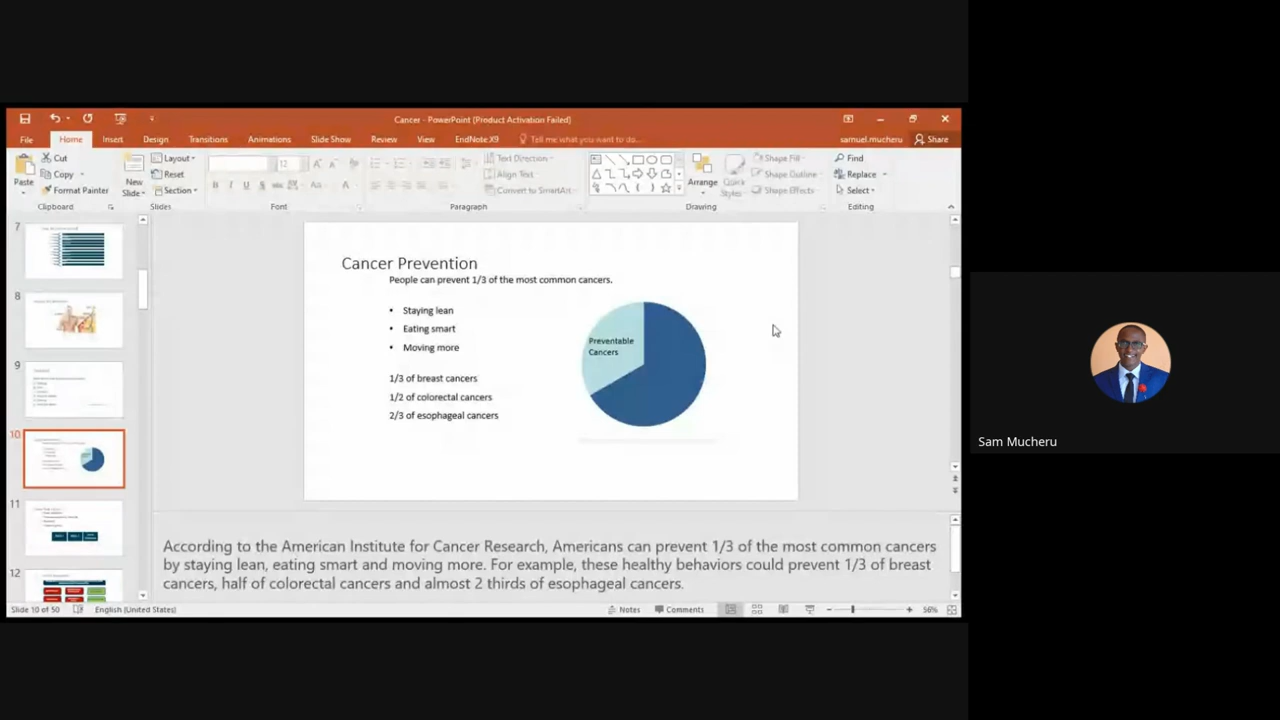 Cancer - PowerPoint (Product Activation Failed)
File Home Insert Design Transitions Animations Slide Show Review View EndNote X9 Tell me what you want to do... samuel.mucheru Share
Paste
Cut
Copy
Format Painter
Clipboard
New Slide
Layout
Reset
Section
Slides
12
Font
Text Direction
Align Text
Convert to SmartArt
Paragraph
Arrange
Quick Styles
Shape Fill
Shape Outline
Shape Effects
Drawing
Find
Replace
Select
Editing
7
8
9
10
11
12
Cancer Prevention
People can prevent 1/3 of the most common cancers.
• Staying lean
• Eating smart
• Moving more
1/3 of breast cancers
1/2 of colorectal cancers
2/3 of esophageal cancers
Preventable
Cancers
According to the American Institute for Cancer Research, Americans can prevent 1/3 of the most common cancers
by staying lean, eating smart and moving more. For example, these healthy behaviors could prevent 1/3 of breast
cancers, half of colorectal cancers and almost 2 thirds of esophageal cancers.
Slide 10 of 50 English (United States) Notes Comments 56%
Sam Mucheru